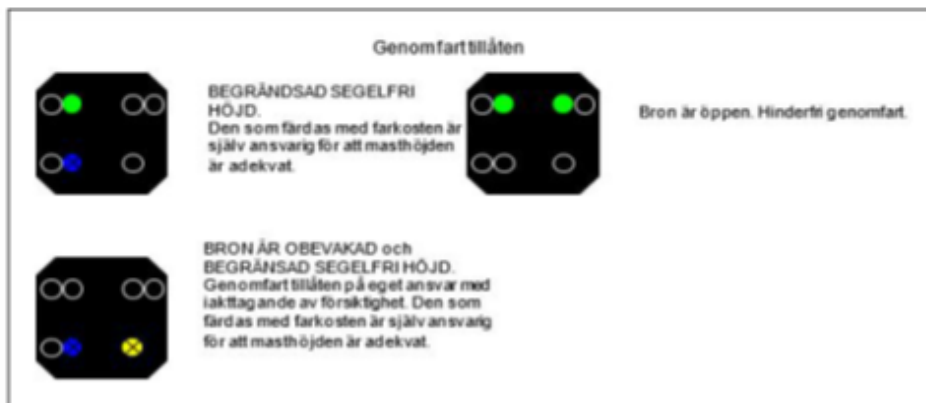 Genomfart tillåten
BEGRÄNDSAD SEGELFRI
HÖJD.
Den som färdas med farkosten är
själv ansvarig för att masthöjden
är adekvat.
Bron är öppen. Hinderfri genomfart.
BRON ÄR OBEVAKAD och
BEGRÄNSAD SEGELFRI HÖJD.
Genomfart tillåten på eget ansvar med
iakttagande av försiktighet. Den som
färdas med farkosten är själv ansvarig
för att masthöjden är adekvat.